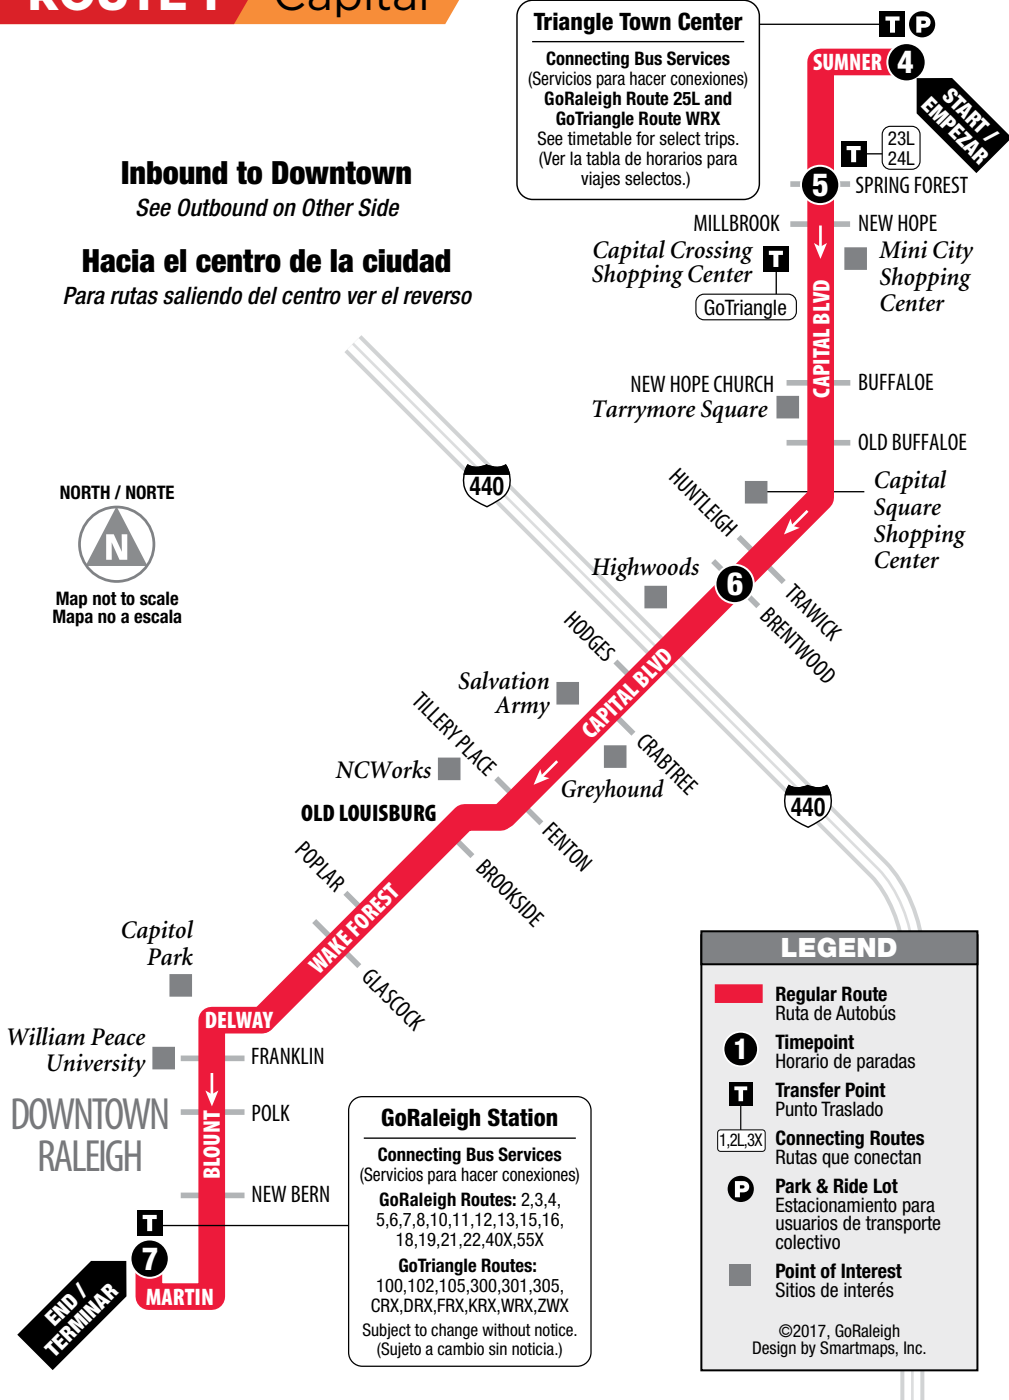 ROUTE 1 Capital
Triangle Town Center
Connecting Bus Services
(Servicios para hacer conexiones)
GoRaleigh Route 25L and
GoTriangle Route WRX
See timetable for select trips.
(Ver la tabla de horarios para
viajes selectos.)
T P
SUMNER 4
START /
EMPEZAR
T
23L
24L
5
SPRING FOREST
Inbound to Downtown
See Outbound on Other Side
Hacia el centro de la ciudad
Para rutas saliendo del centro ver el reverso
MILLBROOK
NEW HOPE
Capital Crossing
Shopping Center
T
GoTriangle
Mini City
Shopping
Center
CAPITAL BLVD
NEW HOPE CHURCH
BUFFALOE
Tarrymore Square
OLD BUFFALOE
440
HUNTLEIGH
Capital
Square
Shopping
Center
NORTH / NORTE
N
Map not to scale
Mapa no a escala
Highwoods
6
TRAWICK
BRENTWOOD
HODGES
CAPITAL BLVD
Salvation
Army
TILLERY PLACE
CRABTREE
NCWorks
Greyhound
440
OLD LOUISBURG
FENTON
POPLAR
BROOKSIDE
WAKE FOREST
Capitol
Park
GLASCOCK
DELWAY
William Peace
University
FRANKLIN
DOWNTOWN
RALEIGH
POLK
BLOUNT
NEW BERN
T
7
MARTIN
END /
TERMINAR
GoRaleigh Station
Connecting Bus Services
(Servicios para hacer conexiones)
GoRaleigh Routes: 2,3,4,
5,6,7,8,10,11,12,13,15,16,
18,19,21,22,40X,55X
GoTriangle Routes:
100,102,105,300,301,305,
CRX,DRX,FRX,KRX,WRX,ZWX
Subject to change without notice.
(Sujeto a cambio sin noticia.)
LEGEND
Regular Route
Ruta de Autobús
1
Timepoint
Horario de paradas
T
Transfer Point
Punto Traslado
1,2L,3X
Connecting Routes
Rutas que conectan
P
Park & Ride Lot
Estacionamiento para
usuarios de transporte
colectivo
Point of Interest
Sitios de interés
©2017, GoRaleigh
Design by Smartmaps, Inc.